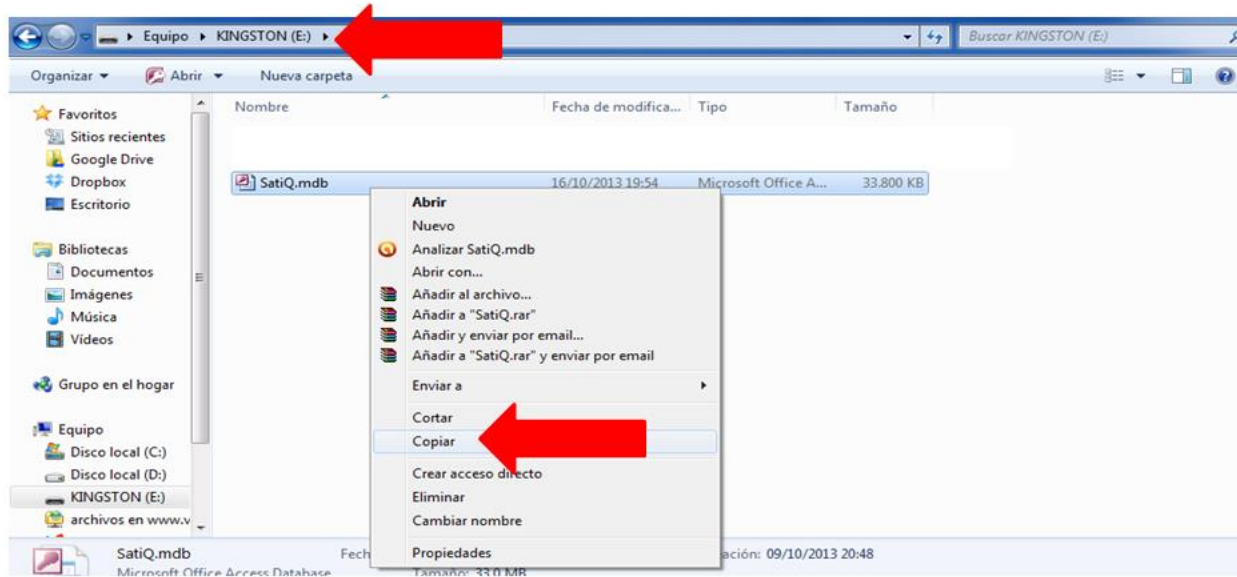 Equipo ▸ KINGSTON (E:) ▸
Buscar KINGSTON (E:)
Organizar Abrir Nueva carpeta
Nombre Fecha de modifica... Tipo Tamaño
Favoritos
Sitios recientes
Google Drive
Dropbox
Escritorio
Bibliotecas
Documentos
Imágenes
Música
Vídeos
Grupo en el hogar
Equipo
Disco local (C:)
Disco local (D:)
KINGSTON (E:)
archivos en www.v
SatiQ.mdb 16/10/2013 19:54 Microsoft Office A... 33.800 KB
Abrir
Nuevo
Analizar SatiQ.mdb
Abrir con...
Añadir al archivo...
Añadir a "SatiQ.rar"
Añadir y enviar por email...
Añadir a "SatiQ.rar" y enviar por email
Enviar a
Cortar
Copiar
Crear acceso directo
Eliminar
Cambiar nombre
Propiedades
SatiQ.mdb Fech ación: 09/10/2013 20:48
Microsoft Office Access Database Tamaño: 33,0 MB